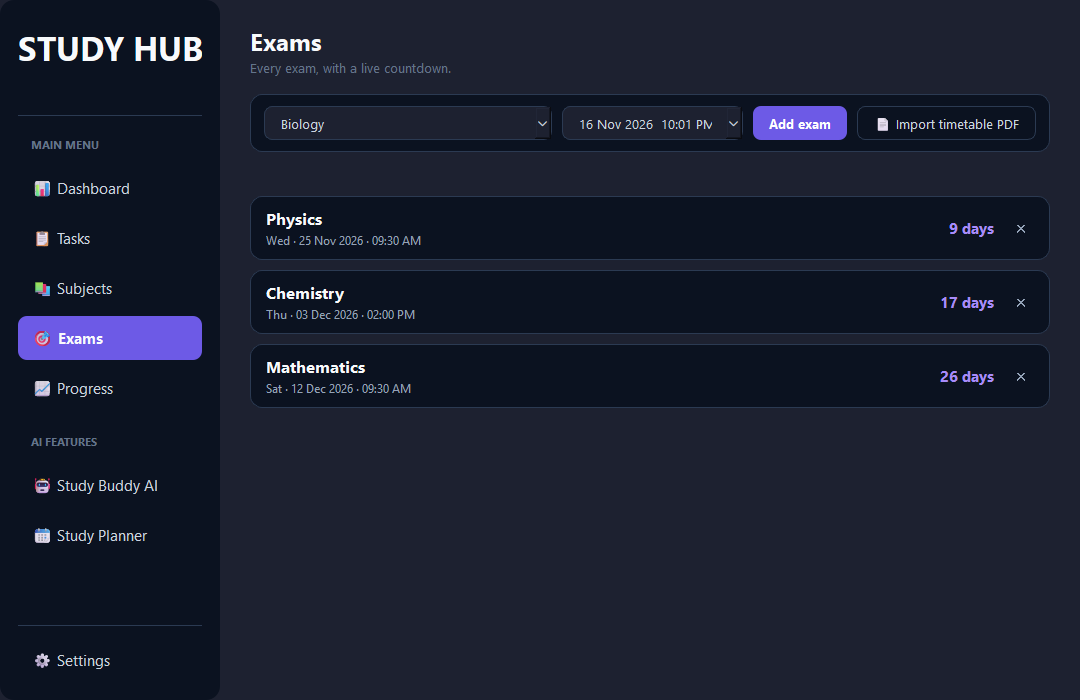 STUDY HUB
MAIN MENU
Dashboard
Tasks
Subjects
Exams
Progress
AI FEATURES
Study Buddy AI
Study Planner
Settings
Exams
Every exam, with a live countdown.
Biology
16 Nov 2026 10:01 PM
Add exam
Import timetable PDF
Physics
Wed · 25 Nov 2026 · 09:30 AM
9 days
×
Chemistry
Thu · 03 Dec 2026 · 02:00 PM
17 days
×
Mathematics
Sat · 12 Dec 2026 · 09:30 AM
26 days
×